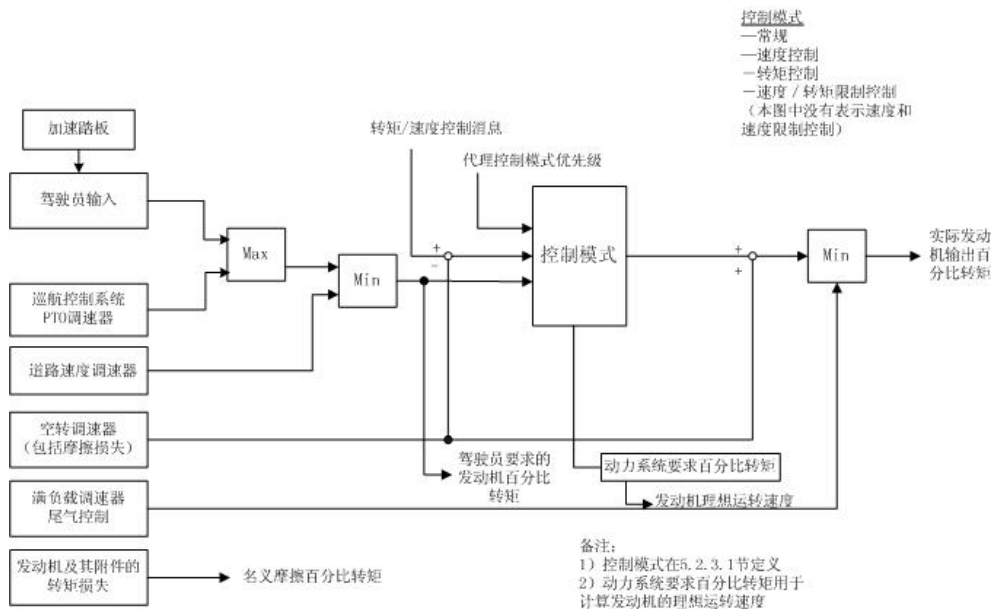 控制模式
—常规
—速度控制
—转矩控制
—速度/转矩限制控制
（本图中没有表示速度和
速度限制控制）
加速踏板
转矩/速度控制消息
代理控制模式优先级
驾驶员输入
Max
Min
控制模式
Min
实际发动
机输出百
分比转矩
+
-
+
+
巡航控制系统
PTO调速器
道路速度调速器
空转调速器
（包括摩擦损失）
驾驶员要求的
发动机百分比
转矩
动力系统要求百分比转矩
发动机理想运转速度
满负载调速器
尾气控制
发动机及其附件的
转矩损失
名义摩擦百分比转矩
备注：
1）控制模式在5.2.3.1节定义
2）动力系统要求百分比转矩用于
计算发动机的理想运转速度